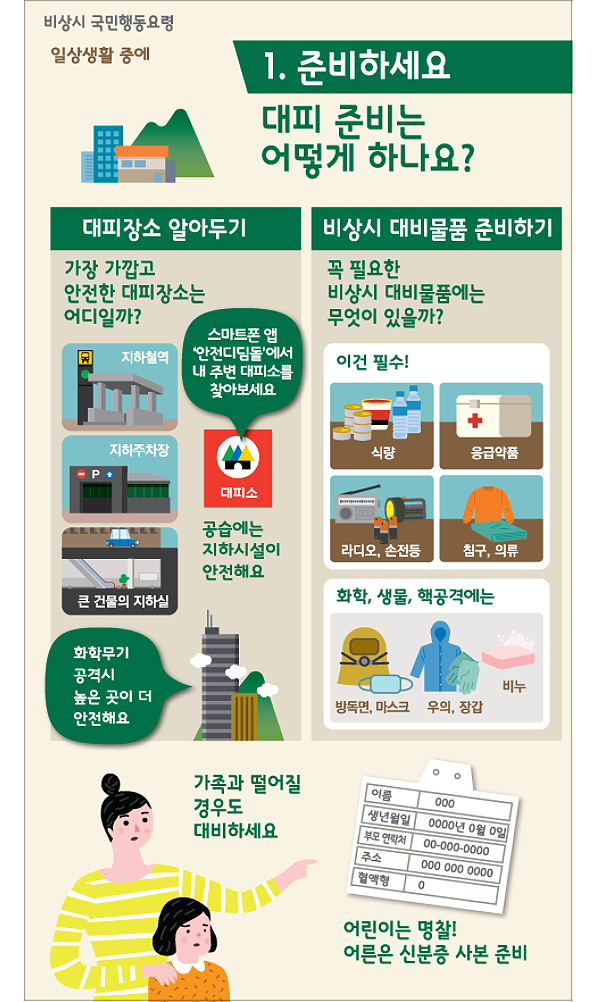 비상시 국민행동요령
일상생활 중에
1. 준비하세요
대피 준비는
어떻게 하나요?
대피장소 알아두기
가장 가깝고
안전한 대피장소는
어디일까?
스마트폰 앱
‘안전디딤돌’에서
내 주변 대피소를
찾아보세요
지하철역
지하주차장
P
큰 건물의 지하실
대피소
공습에는
지하시설이
안전해요
화학무기
공격시
높은 곳이 더
안전해요
비상시 대비물품 준비하기
꼭 필요한
비상시 대비물품에는
무엇이 있을까?
이건 필수!
식량
응급약품
라디오, 손전등
침구, 의류
화학, 생물, 핵공격에는
방독면, 마스크
우의, 장갑
비누
가족과 떨어질
경우도
대비하세요
이름 000
생년월일 0000년 0월 0일
부모 연락처 00-000-0000
주소 000 000 0000
혈액형 0
어린이는 명찰!
어른은 신분증 사본 준비